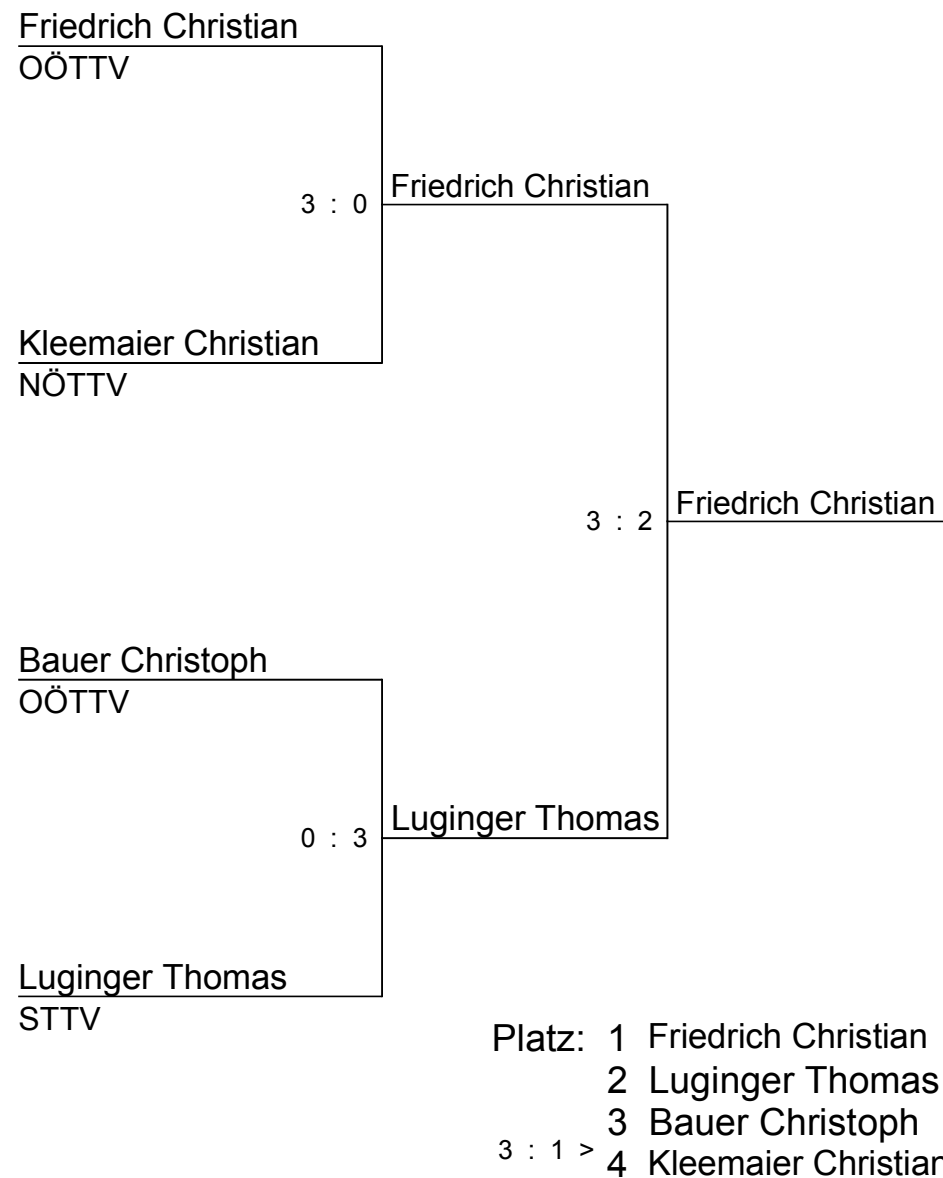 Friedrich Christian
OÖTTV
3 : 0
Friedrich Christian
Kleemaier Christian
NÖTTV
3 : 2
Friedrich Christian
Bauer Christoph
OÖTTV
0 : 3
Luginger Thomas
Luginger Thomas
STTV
Platz: 1 Friedrich Christian
2 Luginger Thomas
3 Bauer Christoph
3 : 1 >
4 Kleemaier Christian